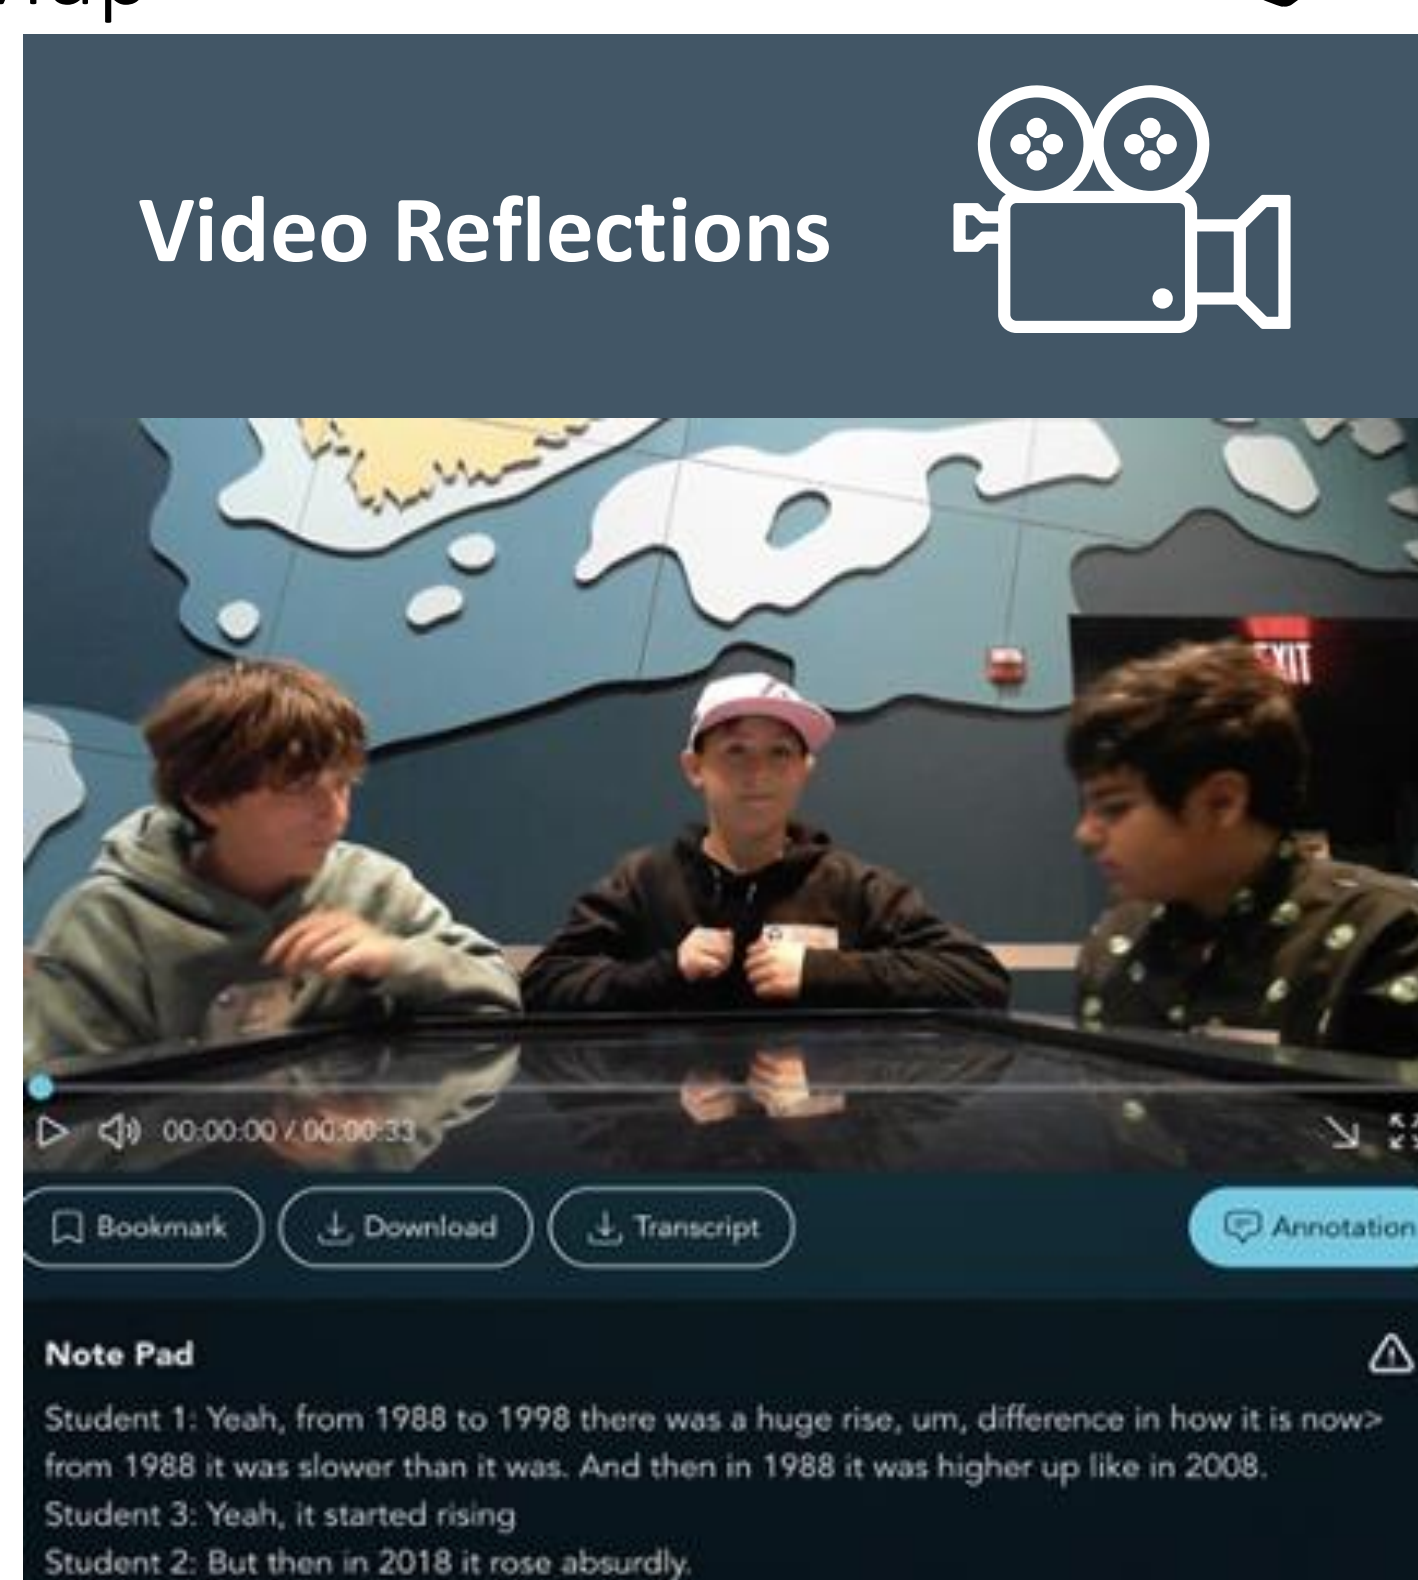 Video Reflections
EXIT
00:00:00 / 00:00:33
Bookmark
Download
Transcript
Annotation
Note Pad
Student 1: Yeah, from 1988 to 1998 there was a huge rise, um, difference in how it is now>
from 1988 it was slower than it was. And then in 1988 it was higher up like in 2008.
Student 3: Yeah, it started rising
Student 2: But then in 2018 it rose absurdly.